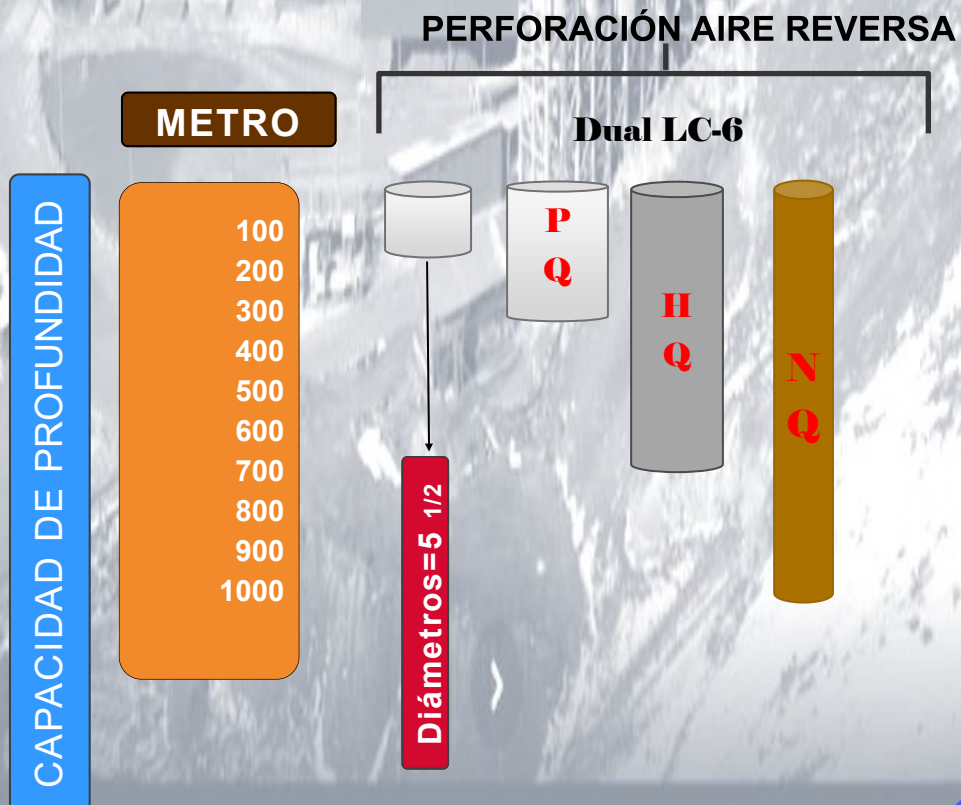 PERFORACIÓN AIRE REVERSA
METRO
Dual LC-6
CAPACIDAD DE PROFUNDIDAD
100
200
300
400
500
600
700
800
900
1000
P
Q
H
Q
N
Q
Diámetros=5 1/2